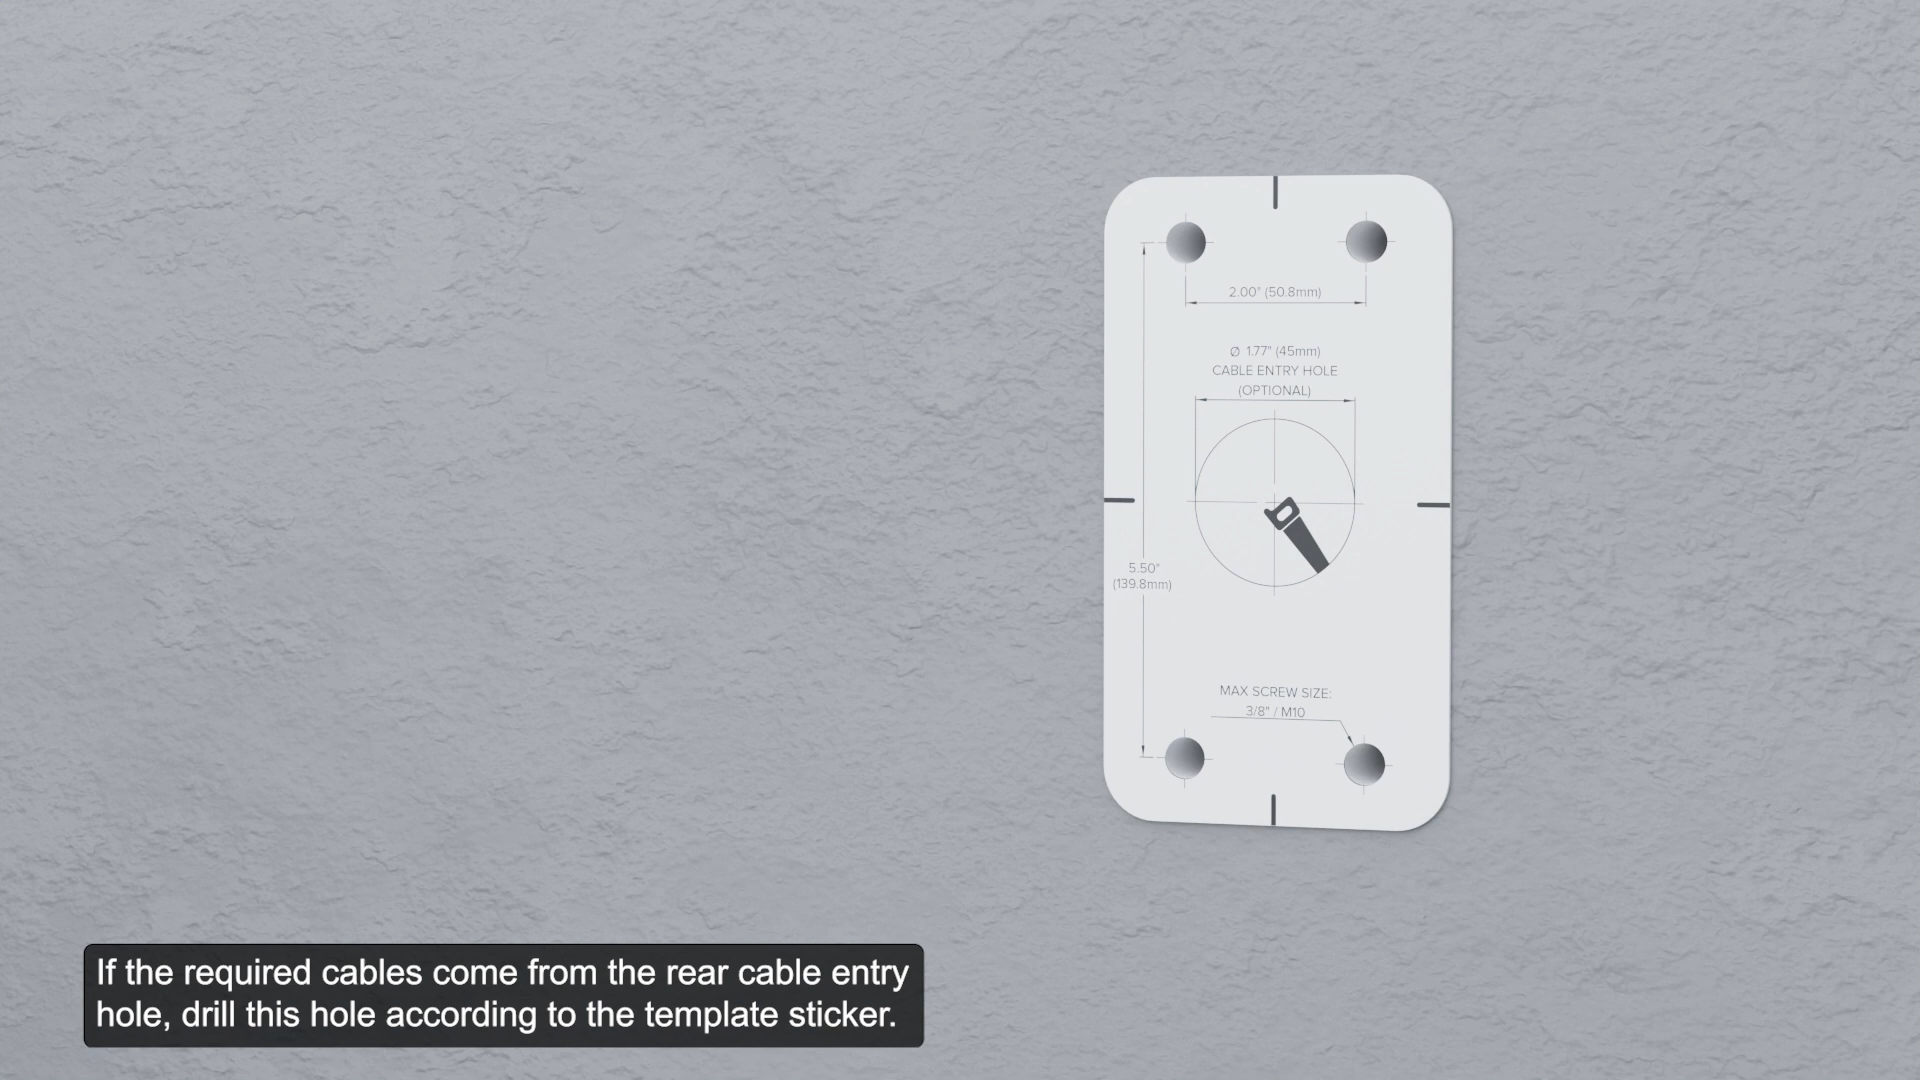 2.00" (50.8mm)
Ø 1.77" (45mm)
CABLE ENTRY HOLE
(OPTIONAL)
5.50"
(139.8mm)
MAX SCREW SIZE:
3/8" / M10
If the required cables come from the rear cable entry
hole, drill this hole according to the template sticker.